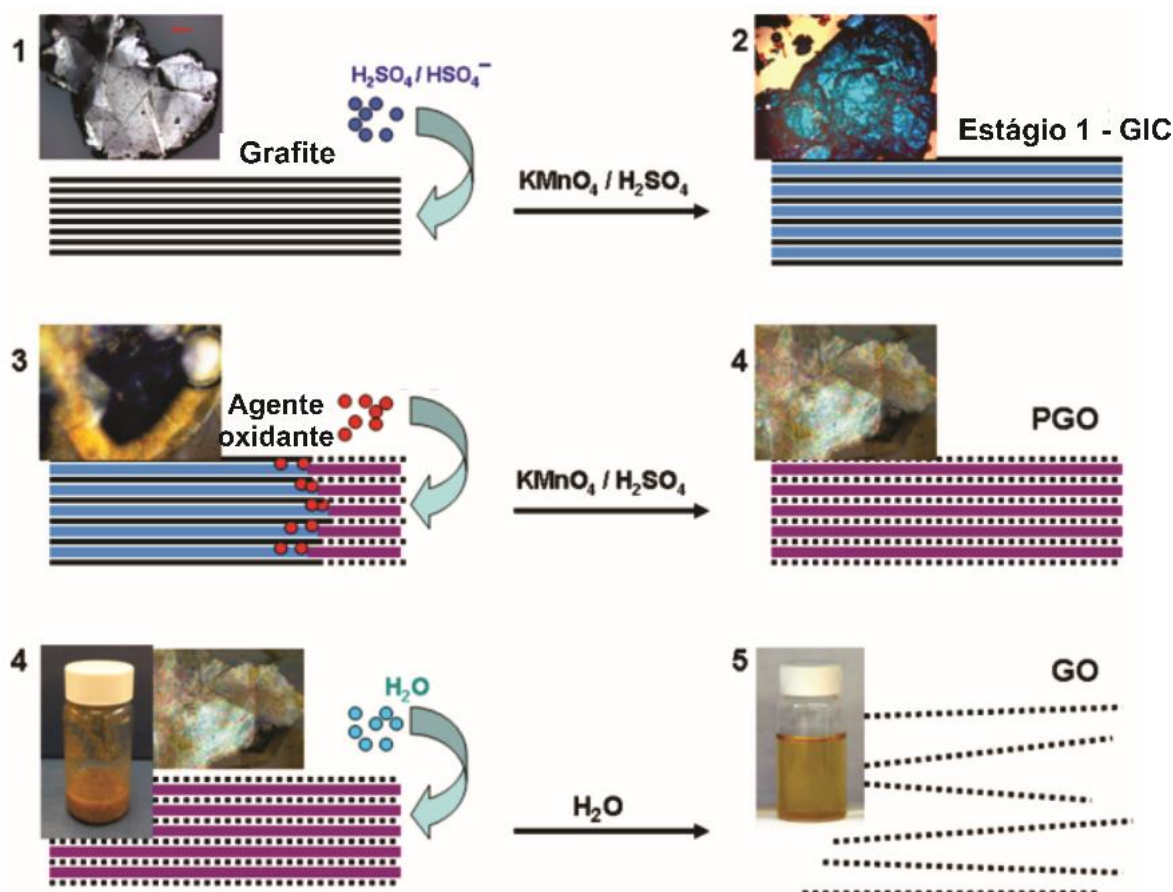 1
H₂SO₄ / HSO₄⁻
Grafite
KMnO₄ / H₂SO₄
2
Estágio 1 - GIC
3
Agente
oxidante
KMnO₄ / H₂SO₄
4
PGO
4
H₂O
H₂O
5
GO